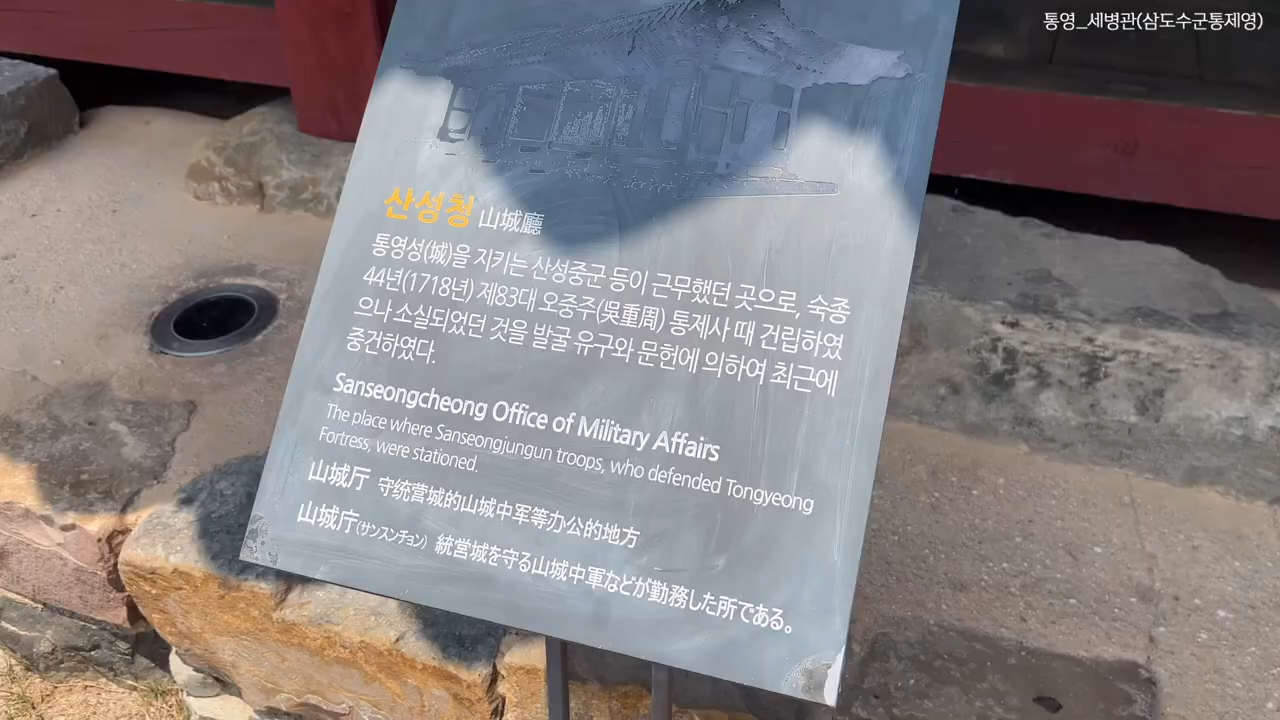 통영_세병관(삼도수군통제영)
산성청 山城廳
통영성(城)을 지키는 산성중군 등이 근무했던 곳으로, 숙종
44년(1718년) 제83대 오중주(吳重周) 통제사 때 건립하였
으나 소실되었던 것을 발굴 유구와 문헌에 의하여 최근에
중건하였다.
Sanseongcheong Office of Military Affairs
The place where Sanseongjungun troops, who defended Tongyeong
Fortress, were stationed.
山城厅 守统营城的山城中军等办公的地方
山城庁(サンスンチョン) 統営城を守る山城中軍などが勤務した所である。